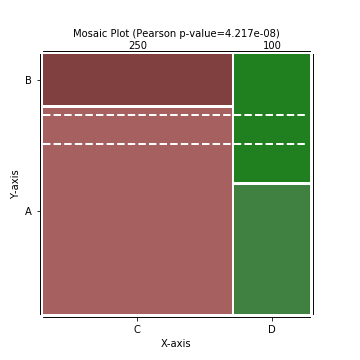 Mosaic Plot (Pearson p-value=4.217e-08)
250 100
B
Y-axis
A
C D
X-axis